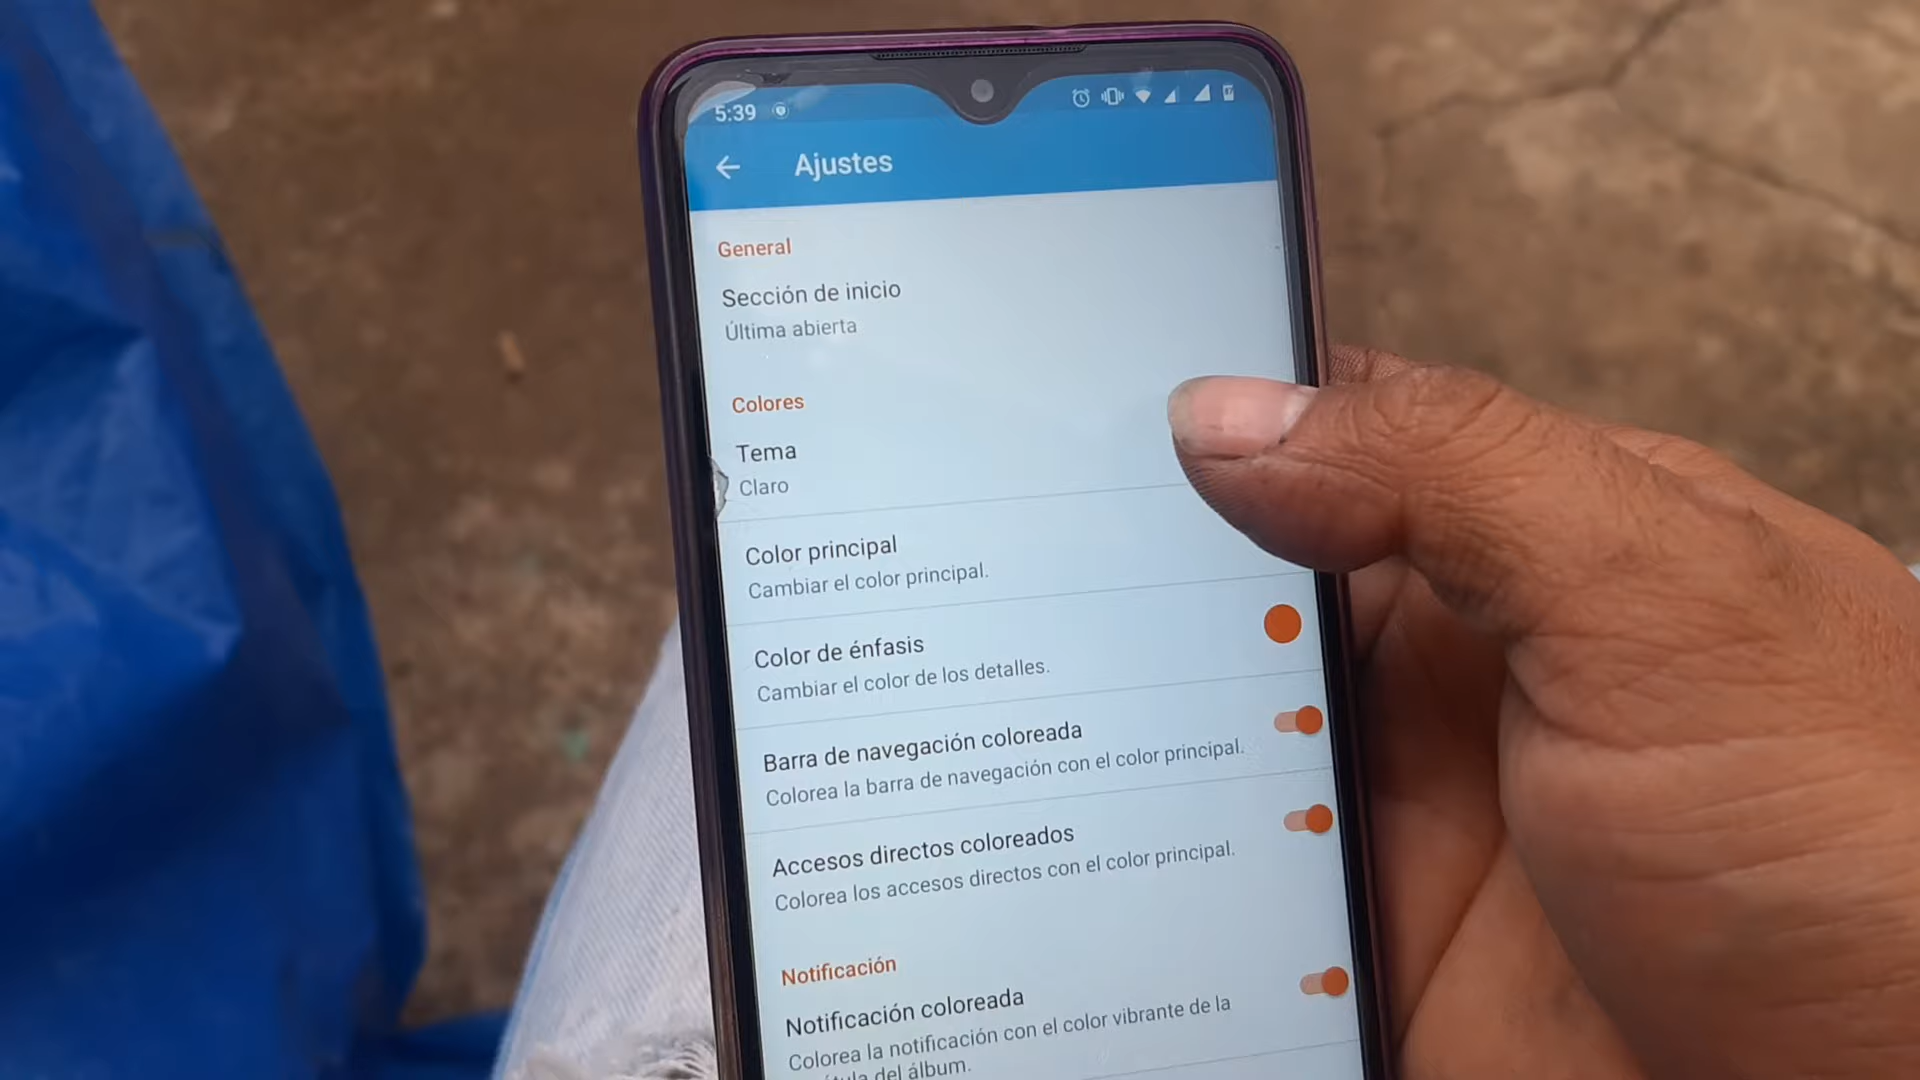 5:39
Ajustes
General
Sección de inicio
Última abierta
Colores
Tema
Claro
Color principal
Cambiar el color principal.
Color de énfasis
Cambiar el color de los detalles.
Barra de navegación coloreada
Colorea la barra de navegación con el color principal.
Accesos directos coloreados
Colorea los accesos directos con el color principal.
Notificación
Notificación coloreada
Colorea la notificación con el color vibrante de la
del álbum.